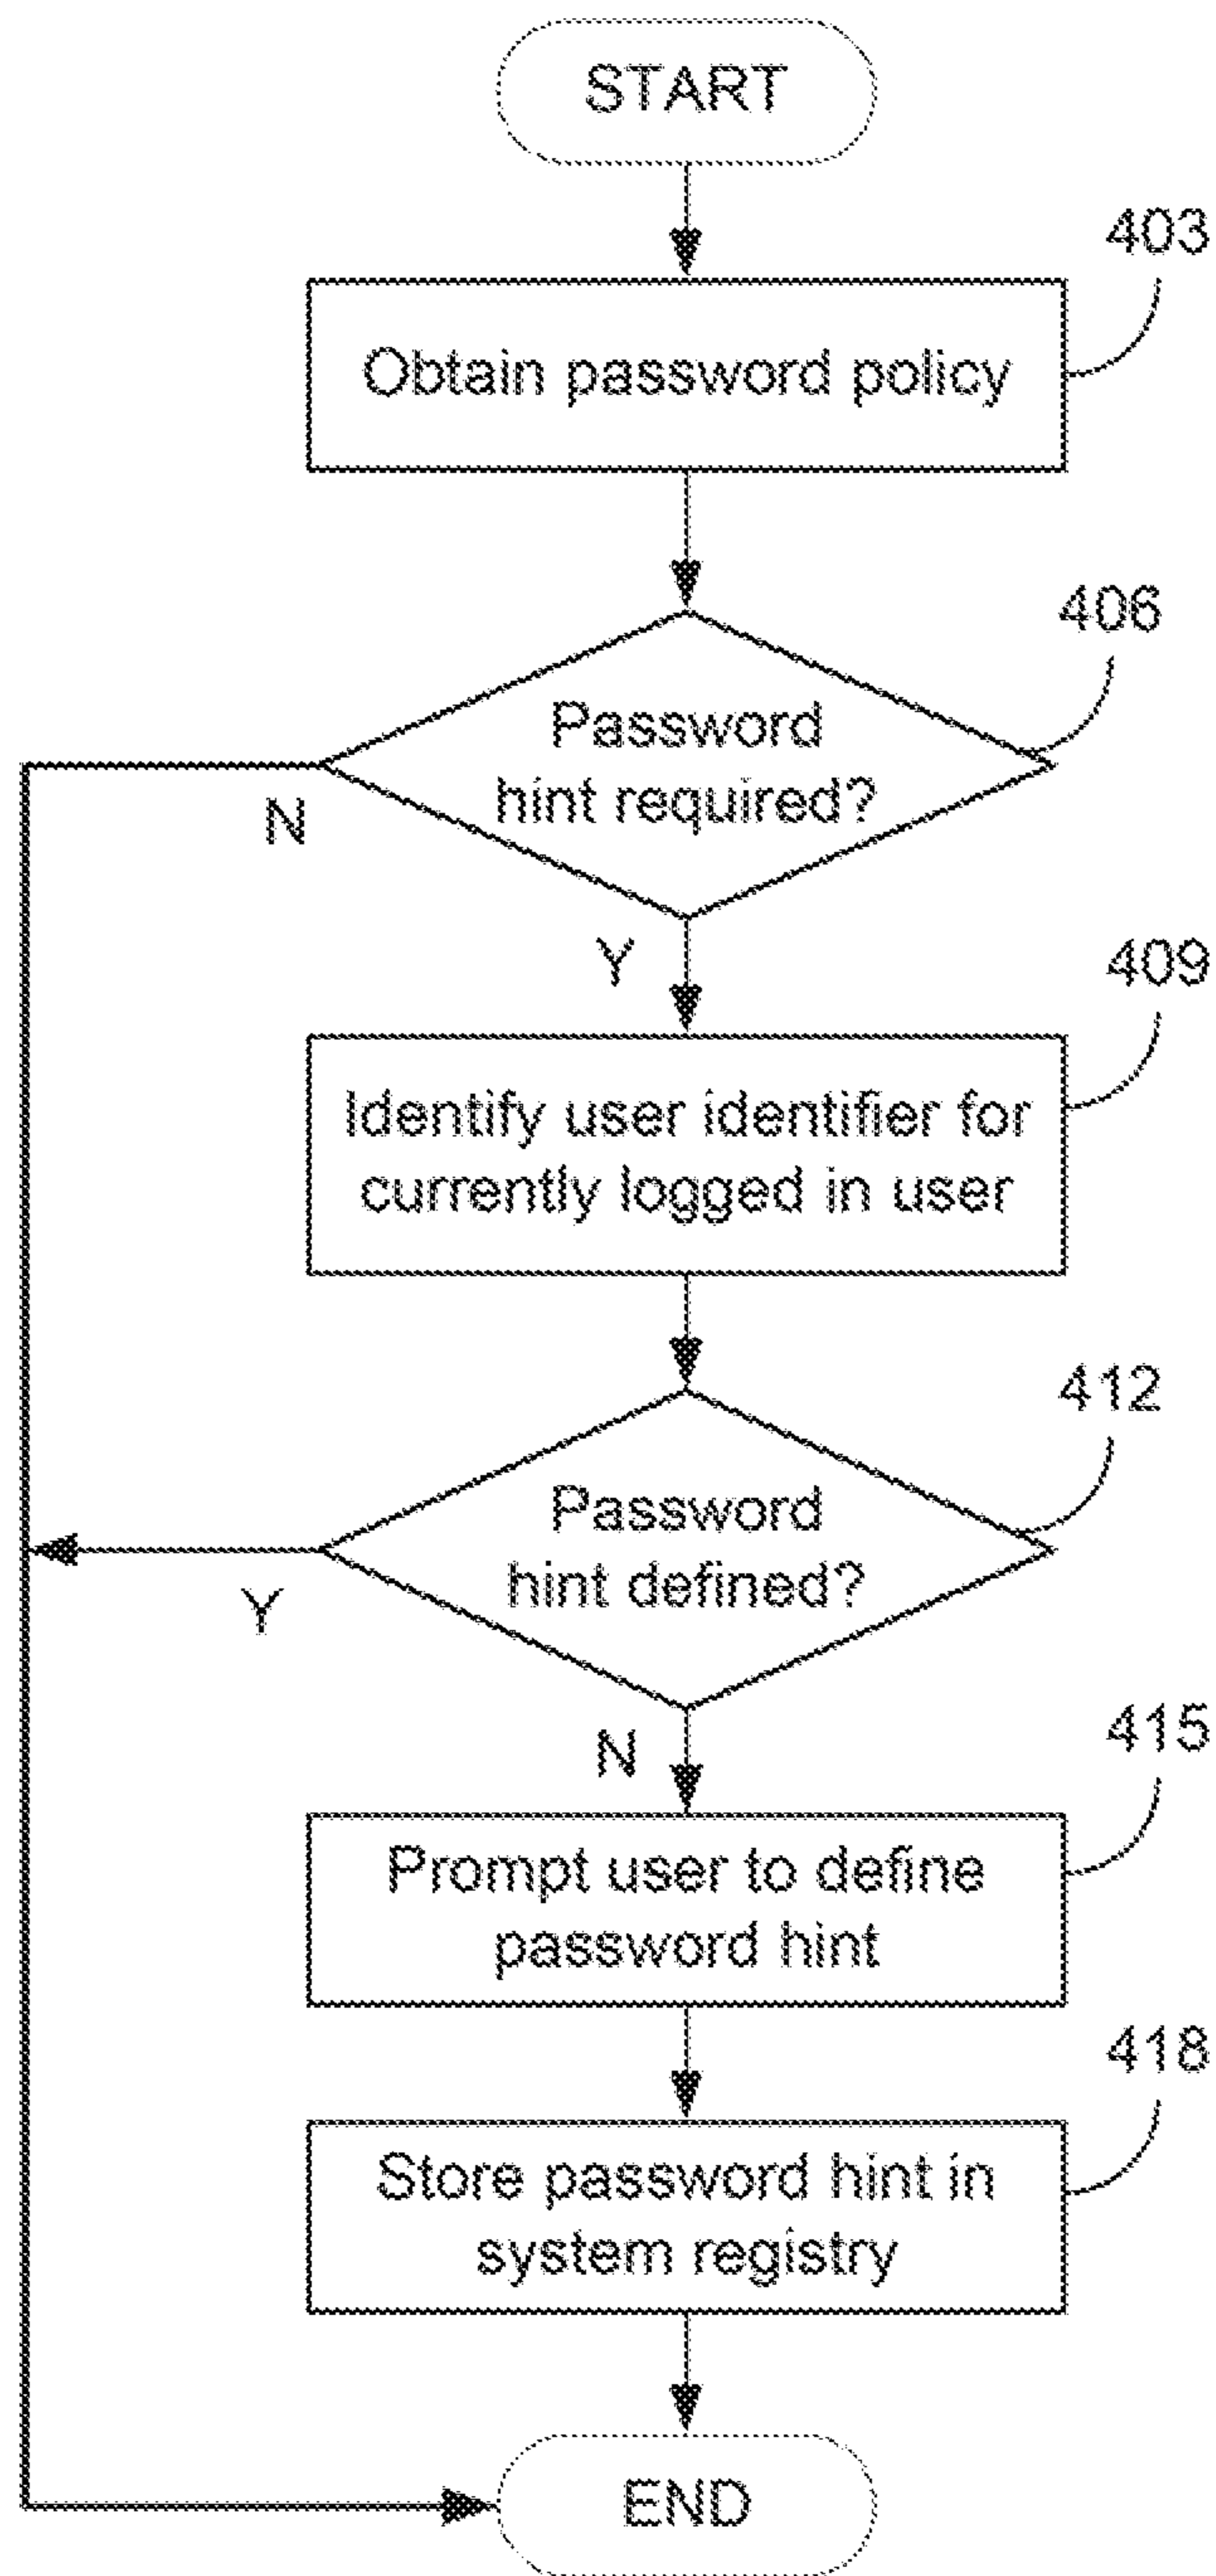 START
403
Obtain password policy
406
Password
hint required?
N
Y
409
Identify user identifier for
currently logged in user
412
Password
hint defined?
Y
N
415
Prompt user to define
password hint
418
Store password hint in
system registry
END